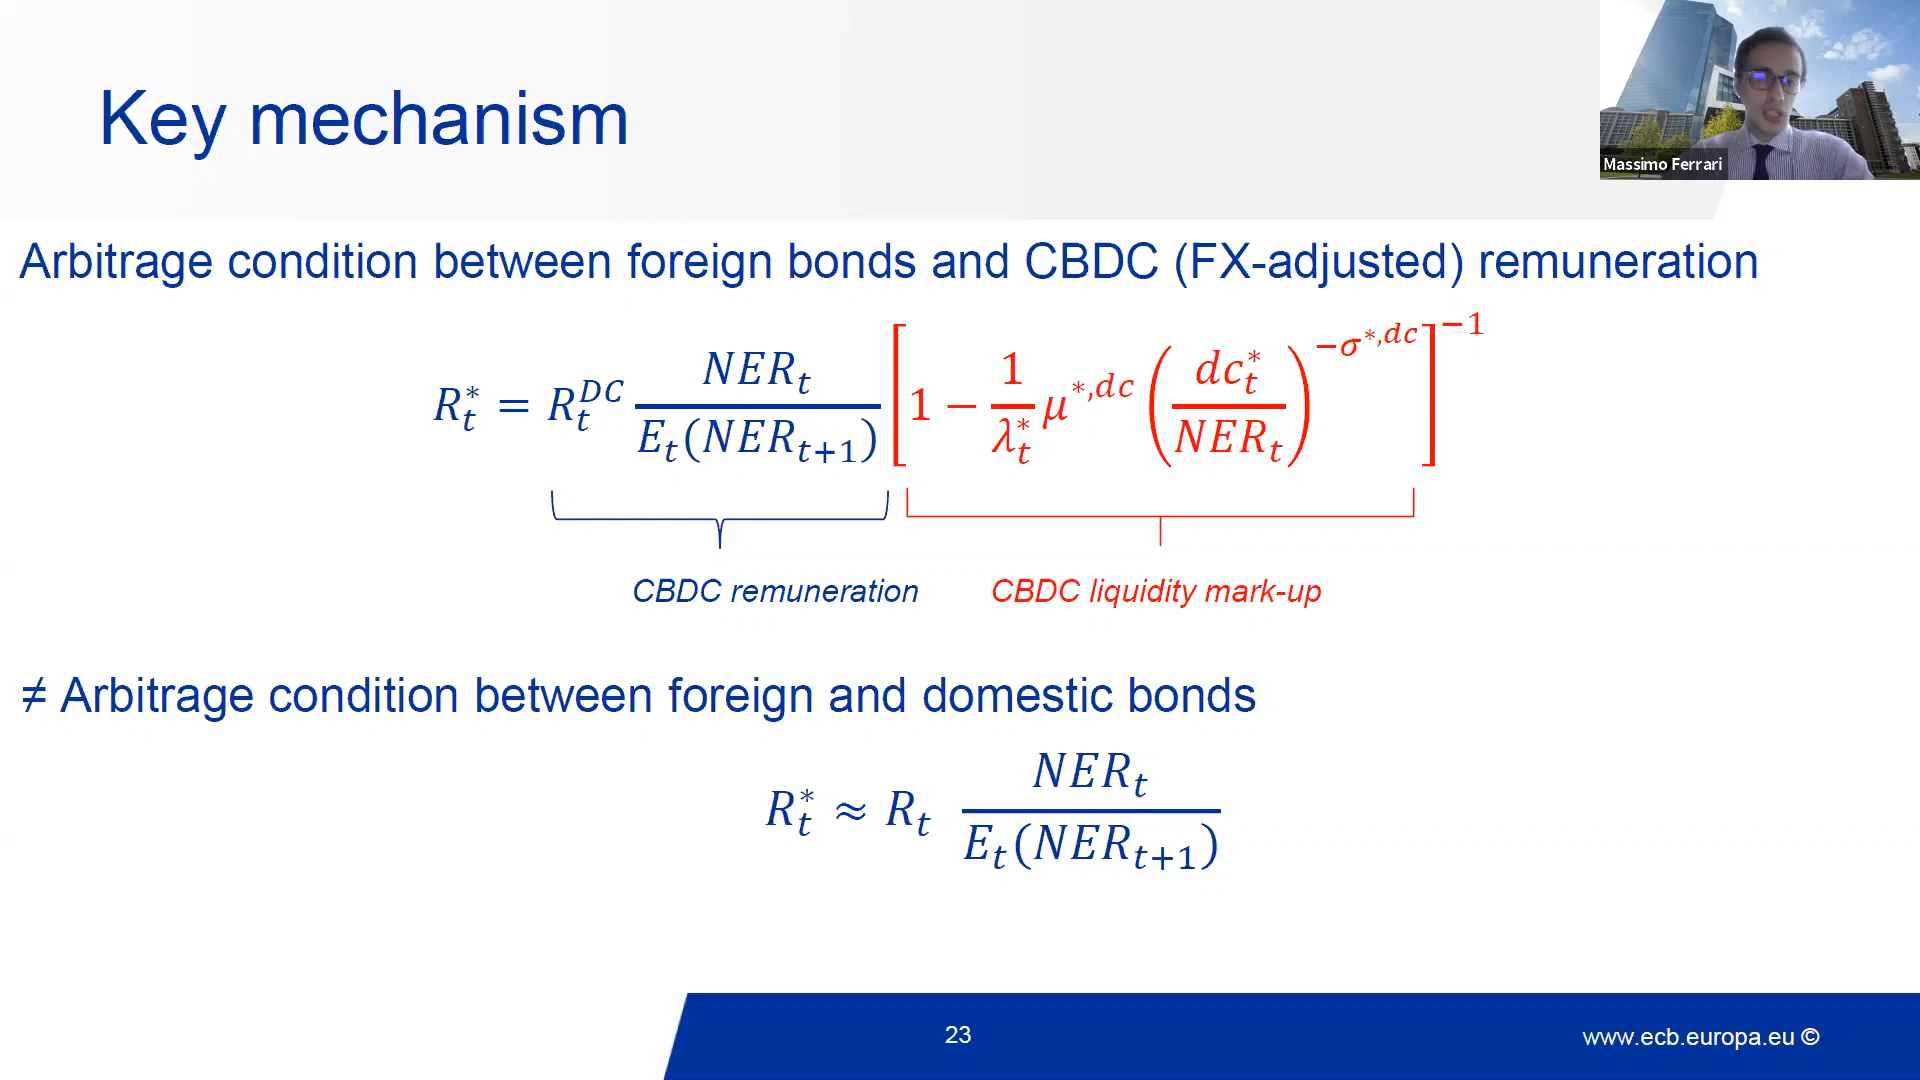 Key mechanism
Massimo Ferrari
Arbitrage condition between foreign bonds and CBDC (FX-adjusted) remuneration
R_t^* = R_t^{DC} \frac{NER_t}{E_t(NER_{t+1})} \left[ 1 - \frac{1}{\lambda_t^*} \mu^{*,dc} \left( \frac{dc_t^*}{NER_t} \right)^{-\sigma^{*,dc}} \right]^{-1}
CBDC remuneration
CBDC liquidity mark-up
≠ Arbitrage condition between foreign and domestic bonds
R_t^* ≈ R_t \frac{NER_t}{E_t(NER_{t+1})}
23
www.ecb.europa.eu ©